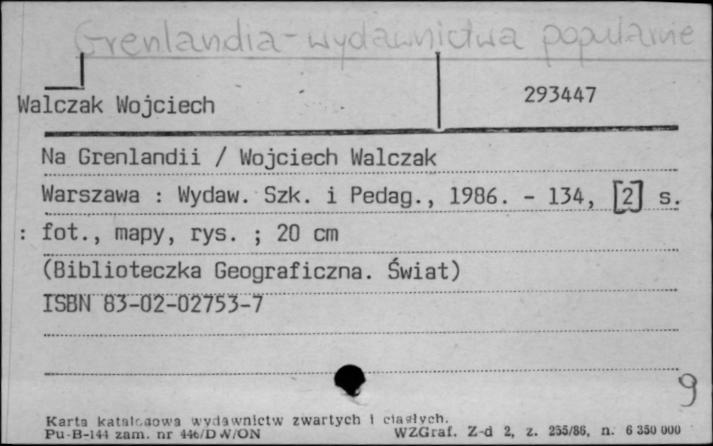 Grenlandia - wydawnictwa popularne
Walczak Wojciech
293447
Na Grenlandii / Wojciech Walczak
Warszawa : Wydaw. Szk. i Pedag., 1986. - 134, [2] s.
: fot., mapy, rys. ; 20 cm
(Biblioteczka Geograficzna. Świat)
ISBN 83-02-02753-7
9
Karta katalogowa wydawnictw zwartych i ciągłych.
Pu-B-144 zam. nr 446/DW/ON
WZGraf. Z-d 2, z. 255/86, n. 6 350 000